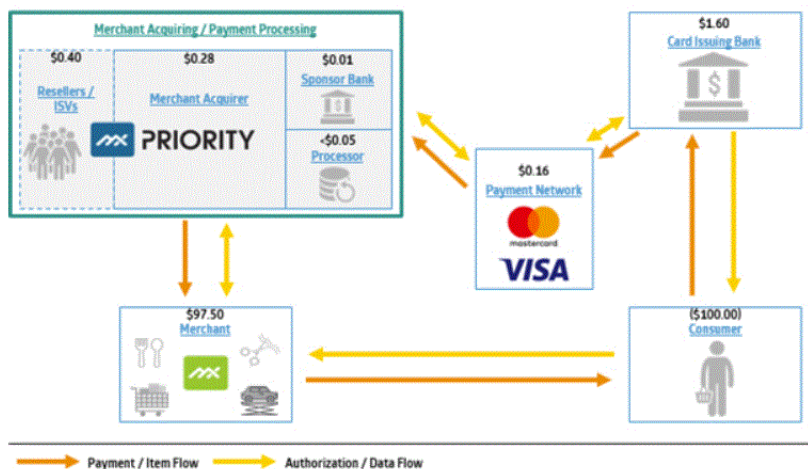 Merchant Acquiring / Payment Processing
$0.40
Resellers /
ISVs
$0.28
Merchant Acquirer
PRIORITY
$0.01
Sponsor Bank
<$0.05
Processor
$1.60
Card Issuing Bank
$0.16
Payment Network
mastercard
VISA
$97.50
Merchant
($100.00)
Consumer
Payment / Item Flow
Authorization / Data Flow